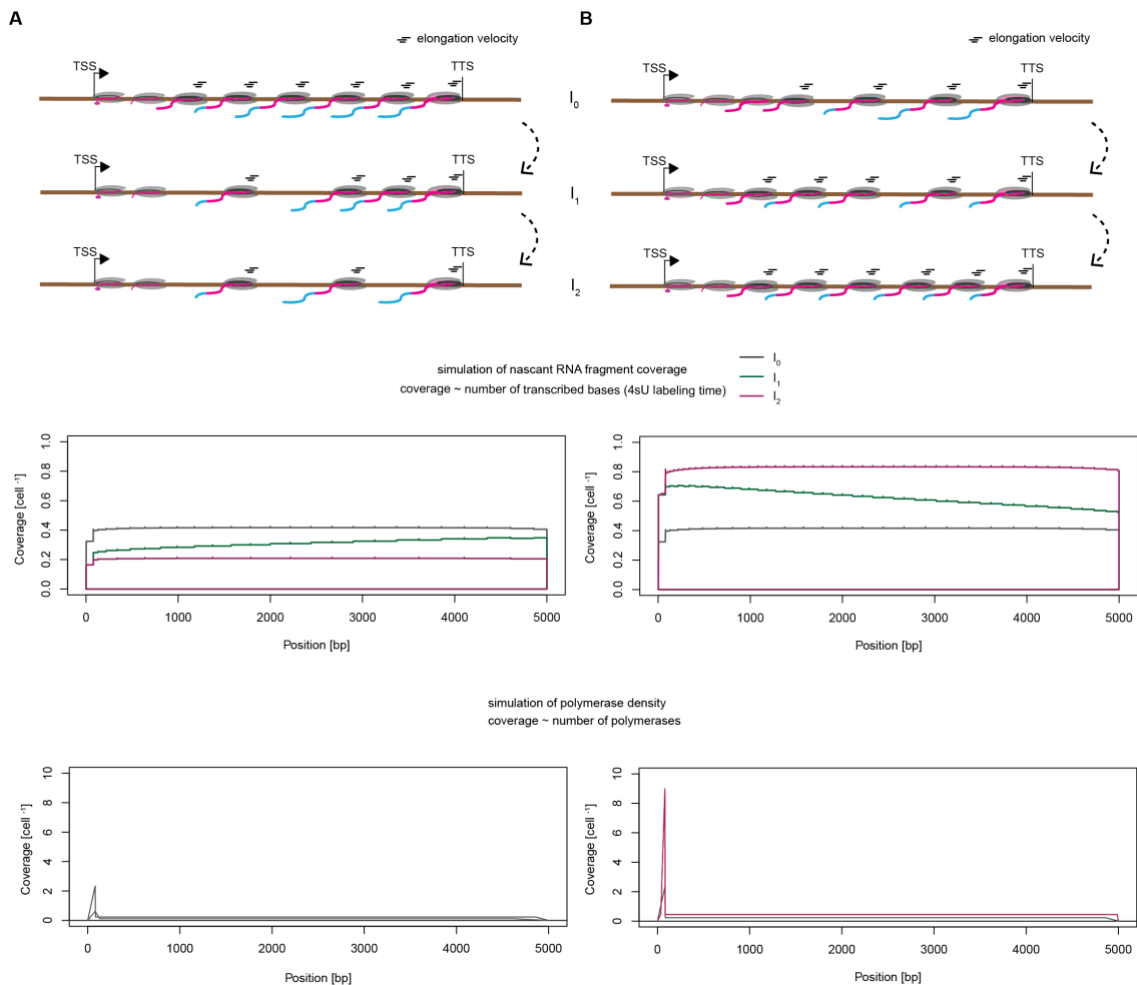 A
B
elongation velocity
elongation velocity
TSS
TTS
TSS
TTS
I0
TSS
TTS
TSS
TTS
I1
TSS
TTS
TSS
TTS
I2
simulation of nascant RNA fragment coverage
coverage ~ number of transcribed bases (4sU labeling time)
I0
I1
I2
Coverage [cell -1]
0.0 0.2 0.4 0.6 0.8 1.0
0 1000 2000 3000 4000 5000
Position [bp]
Coverage [cell -1]
0.0 0.2 0.4 0.6 0.8 1.0
0 1000 2000 3000 4000 5000
Position [bp]
simulation of polymerase density
coverage ~ number of polymerases
Coverage [cell -1]
0 2 4 6 8 10
0 1000 2000 3000 4000 5000
Position [bp]
Coverage [cell -1]
0 2 4 6 8 10
0 1000 2000 3000 4000 5000
Position [bp]